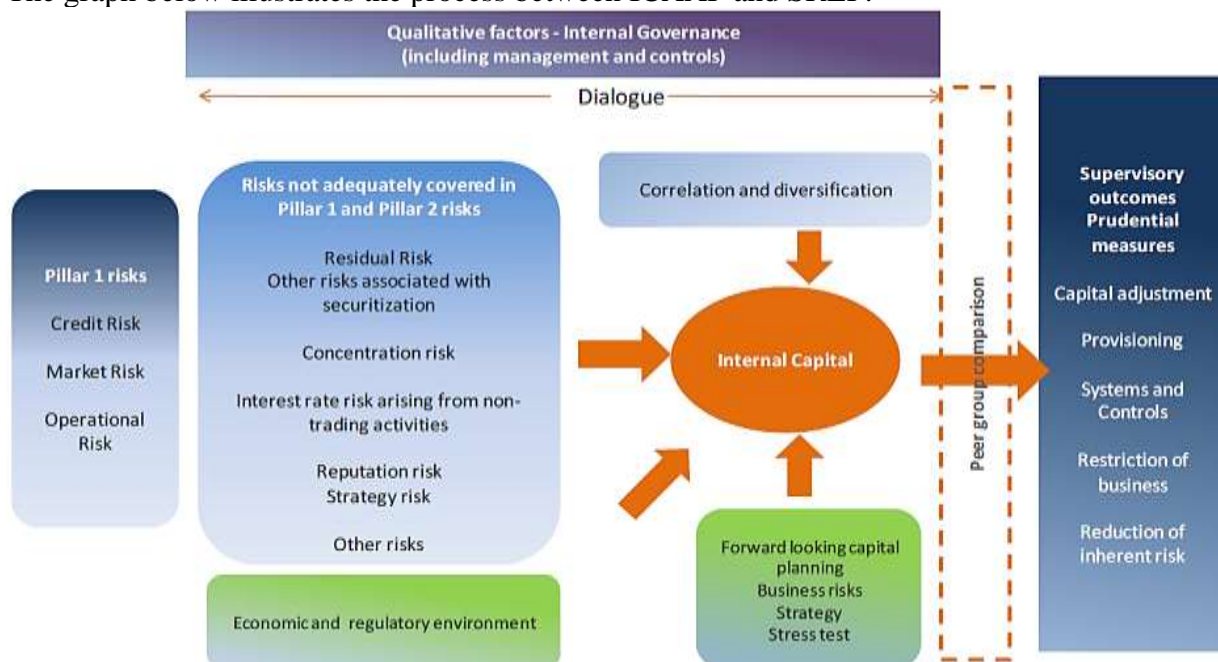 The graph below illustrates the process between ICAAP and SREP.
Qualitative factors - Internal Governance
(including management and controls)
Dialogue
Pillar 1 risks
Credit Risk
Market Risk
Operational
Risk
Risks not adequately covered in
Pillar 1 and Pillar 2 risks
Residual Risk
Other risks associated with
securitization
Concentration risk
Interest rate risk arising from non-
trading activities
Reputation risk
Strategy risk
Other risks
Economic and regulatory environment
Correlation and diversification
Internal Capital
Forward looking capital
planning
Business risks
Strategy
Stress test
Peer group comparison
Supervisory
outcomes
Prudential
measures
Capital adjustment
Provisioning
Systems and
Controls
Restriction of
business
Reduction of
inherent risk